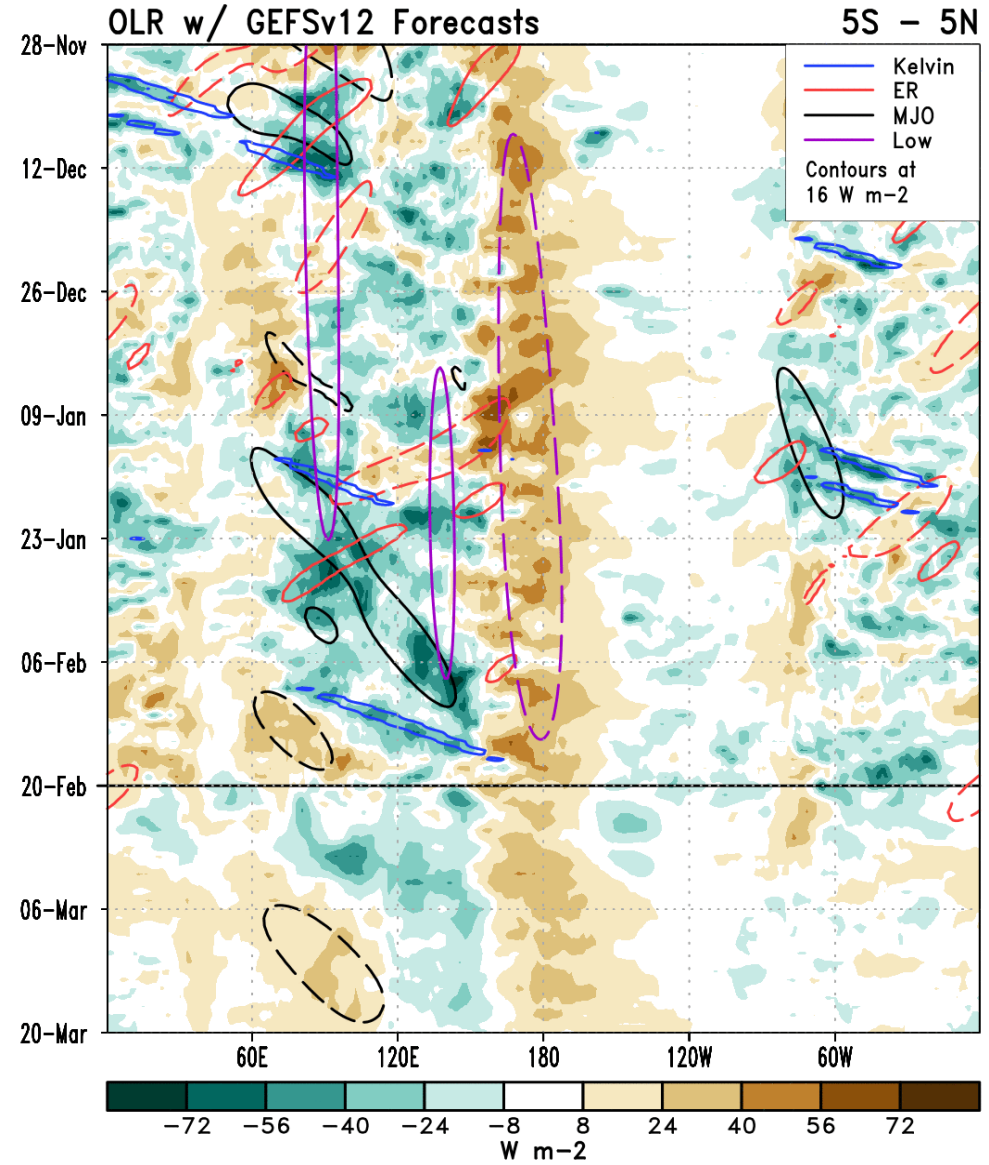 OLR w/ GEFSv12 Forecasts 5S - 5N
28-Nov
Kelvin
ER
MJO
Low
Contours at
16 W m-2
12-Dec
26-Dec
09-Jan
23-Jan
06-Feb
20-Feb
06-Mar
20-Mar
60E 120E 180 120W 60W
-72 -56 -40 -24 -8 8 24 40 56 72
W m-2